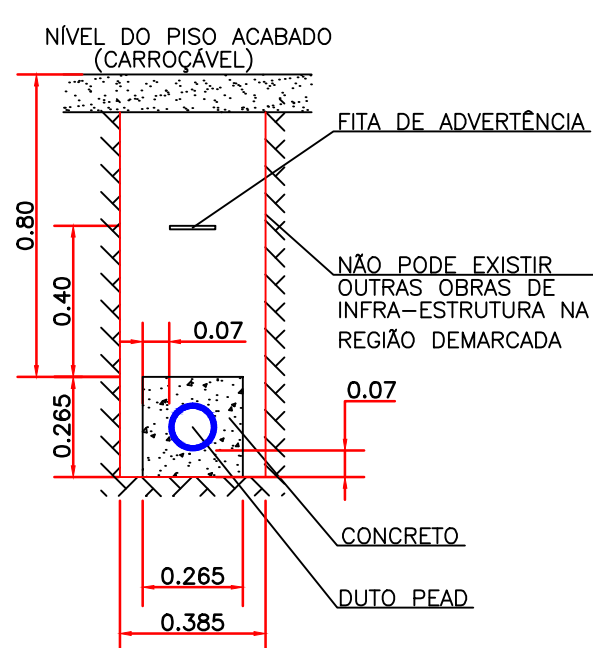 NÍVEL DO PISO ACABADO
(CARROÇÁVEL)
FITA DE ADVERTÊNCIA
0.80
0.40
NÃO PODE EXISTIR
OUTRAS OBRAS DE
INFRA-ESTRUTURA NA
REGIÃO DEMARCADA
0.07
0.07
0.265
CONCRETO
0.265
DUTO PEAD
0.385